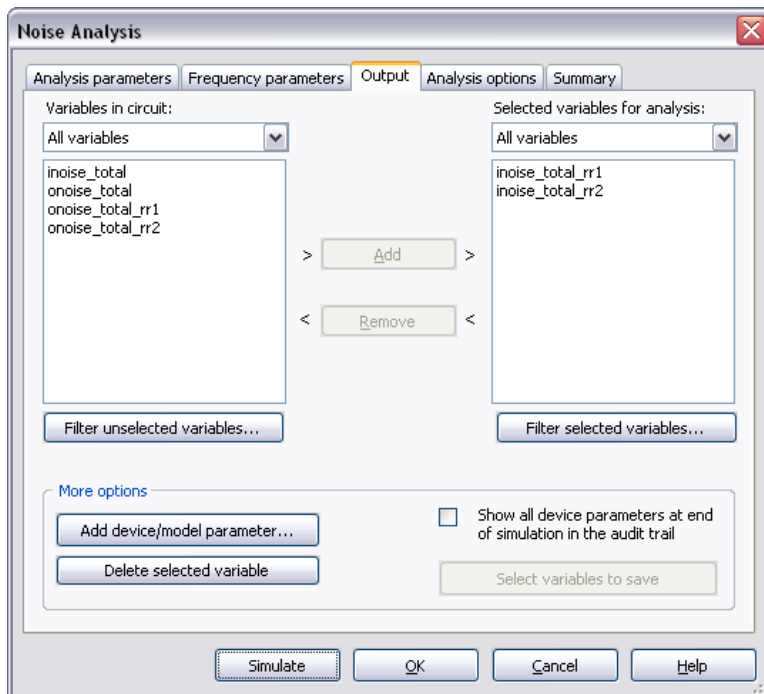 Noise Analysis
Analysis parameters
Frequency parameters
Output
Analysis options
Summary
Variables in circuit:
All variables
inoise_total
onoise_total
onoise_total_rr1
onoise_total_rr2
Filter unselected variables...
> Add >
< Remove <
Selected variables for analysis:
All variables
inoise_total_rr1
inoise_total_rr2
Filter selected variables...
More options
Add device/model parameter...
Delete selected variable
Show all device parameters at end
of simulation in the audit trail
Select variables to save
Simulate
OK
Cancel
Help